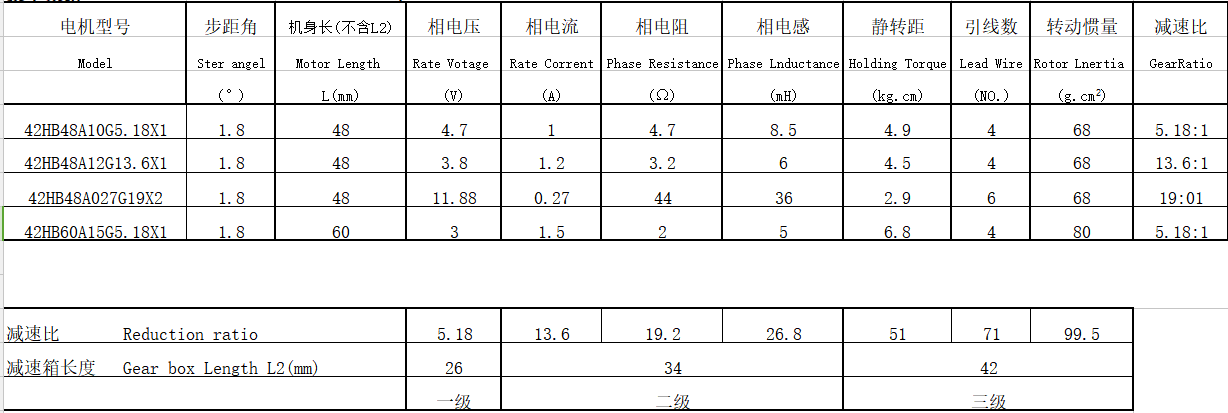 电机型号 步距角 机身长(不含L2) 相电压 相电流 相电阻 相电感 静转距 引线数 转动惯量 减速比
Model Ster angel Motor Length Rate Votage Rate Corrent Phase Resistance Phase Lnductance Holding Torque Lead Wire Rotor Lnertia GearRatio
(°) L(mm) (V) (A) (Ω) (mH) (kg.cm) (NO.) (g.cm²)
42HB48A10G5.18X1 1.8 48 4.7 1 4.7 8.5 4.9 4 68 5.18:1
42HB48A12G13.6X1 1.8 48 3.8 1.2 3.2 6 4.5 4 68 13.6:1
42HB48A027G19X2 1.8 48 11.88 0.27 44 36 2.9 6 68 19:01
42HB60A15G5.18X1 1.8 60 3 1.5 2 5 6.8 4 80 5.18:1
减速比 Reduction ratio 5.18 13.6 19.2 26.8 51 71 99.5
减速箱长度 Gear box Length L2(mm) 26 34 42
一级 二级 三级